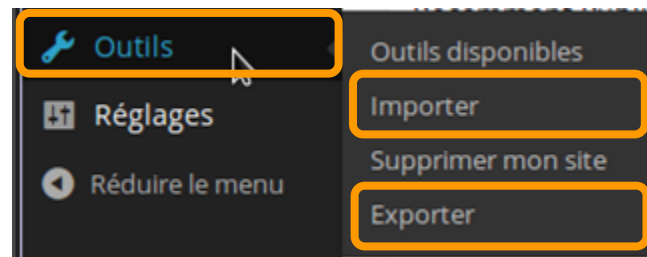 Outils
Réglages
Réduire le menu
Outils disponibles
Importer
Supprimer mon site
Exporter